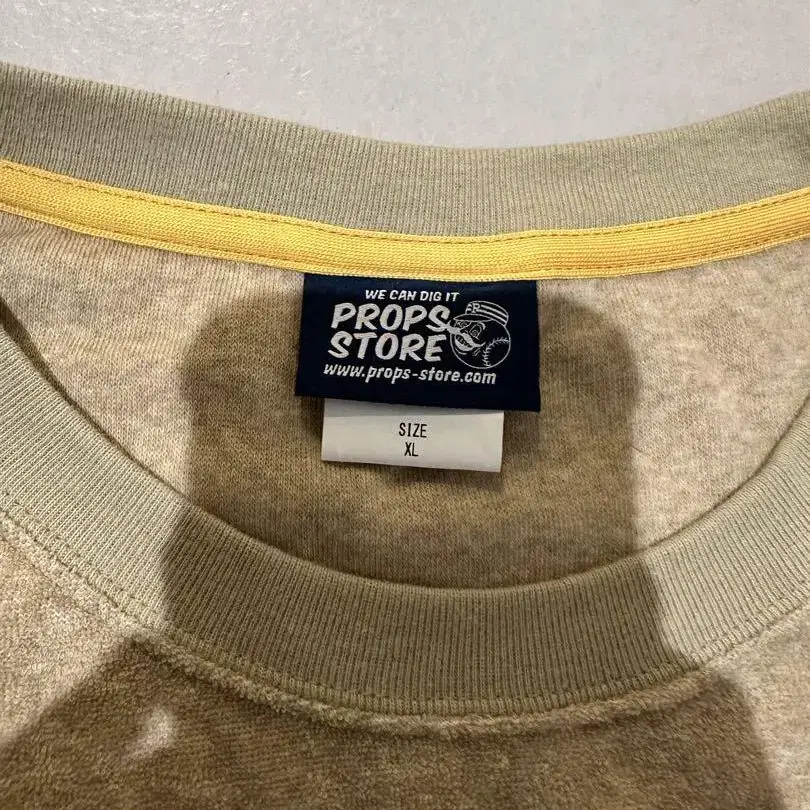 WE CAN DIG IT
PROPS
STORE
www.props-store.com
SIZE
XL